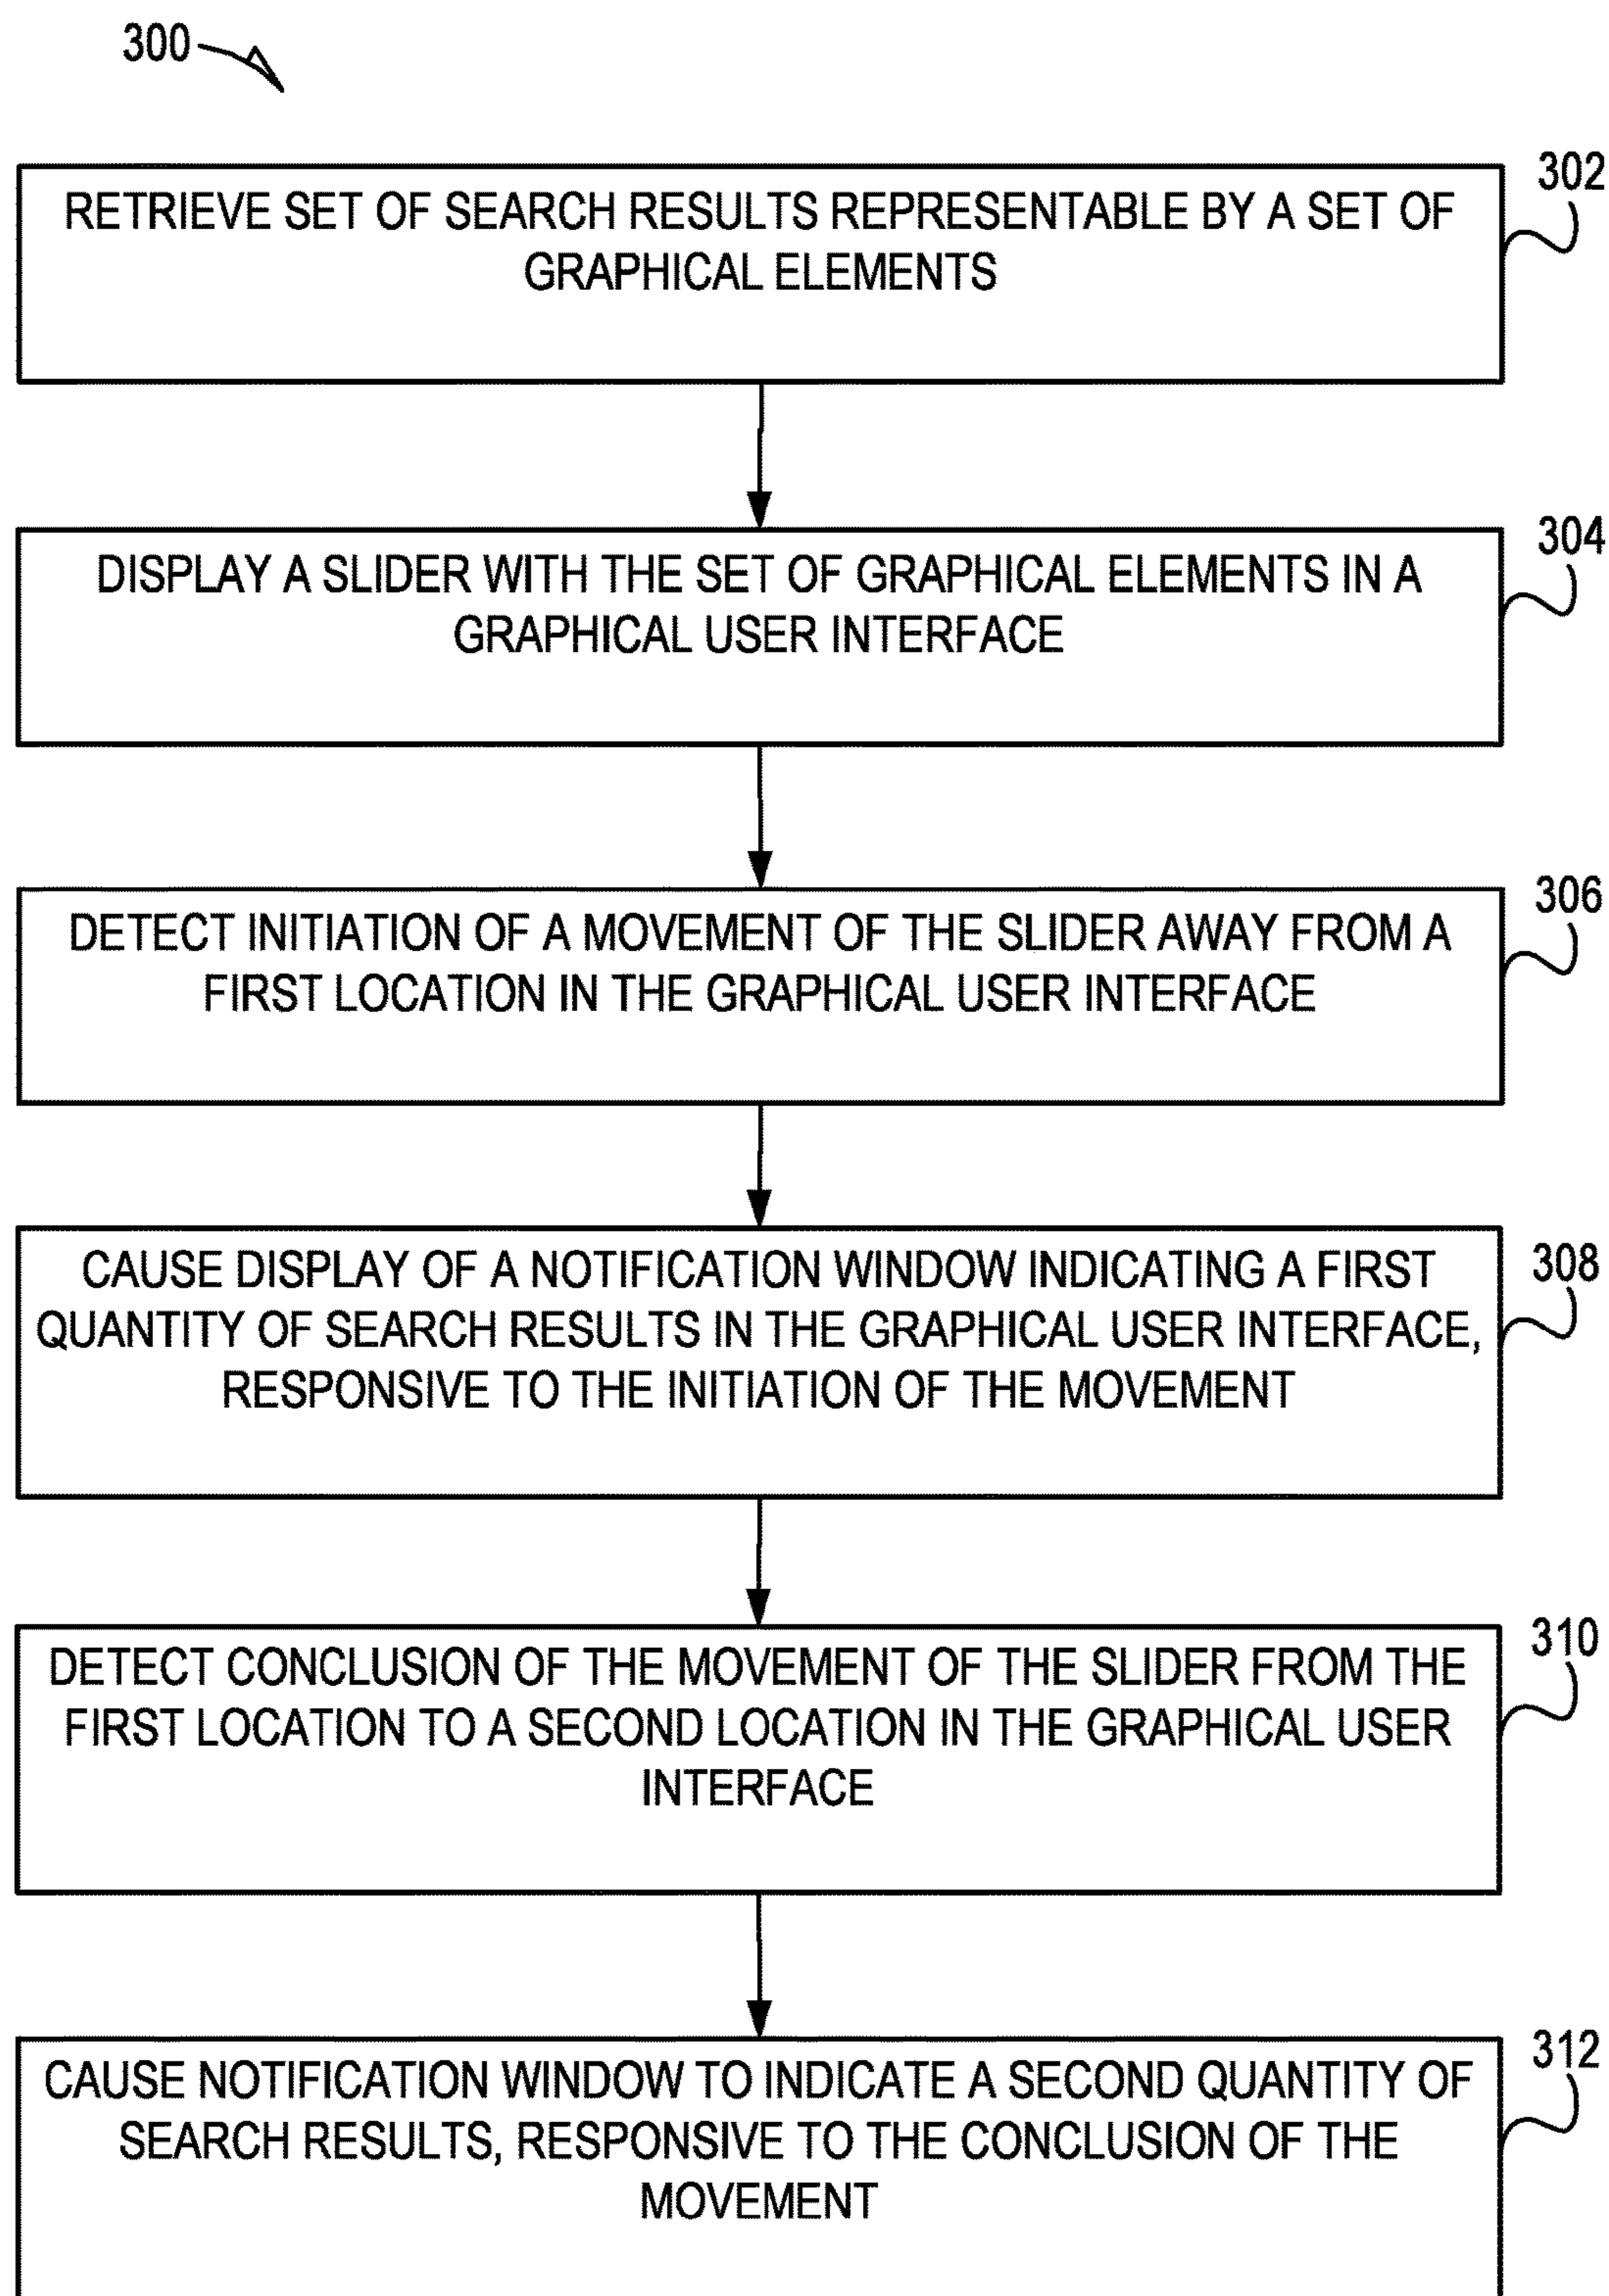 300
302
RETRIEVE SET OF SEARCH RESULTS REPRESENTABLE BY A SET OF
GRAPHICAL ELEMENTS
304
DISPLAY A SLIDER WITH THE SET OF GRAPHICAL ELEMENTS IN A
GRAPHICAL USER INTERFACE
306
DETECT INITIATION OF A MOVEMENT OF THE SLIDER AWAY FROM A
FIRST LOCATION IN THE GRAPHICAL USER INTERFACE
308
CAUSE DISPLAY OF A NOTIFICATION WINDOW INDICATING A FIRST
QUANTITY OF SEARCH RESULTS IN THE GRAPHICAL USER INTERFACE,
RESPONSIVE TO THE INITIATION OF THE MOVEMENT
310
DETECT CONCLUSION OF THE MOVEMENT OF THE SLIDER FROM THE
FIRST LOCATION TO A SECOND LOCATION IN THE GRAPHICAL USER
INTERFACE
312
CAUSE NOTIFICATION WINDOW TO INDICATE A SECOND QUANTITY OF
SEARCH RESULTS, RESPONSIVE TO THE CONCLUSION OF THE
MOVEMENT